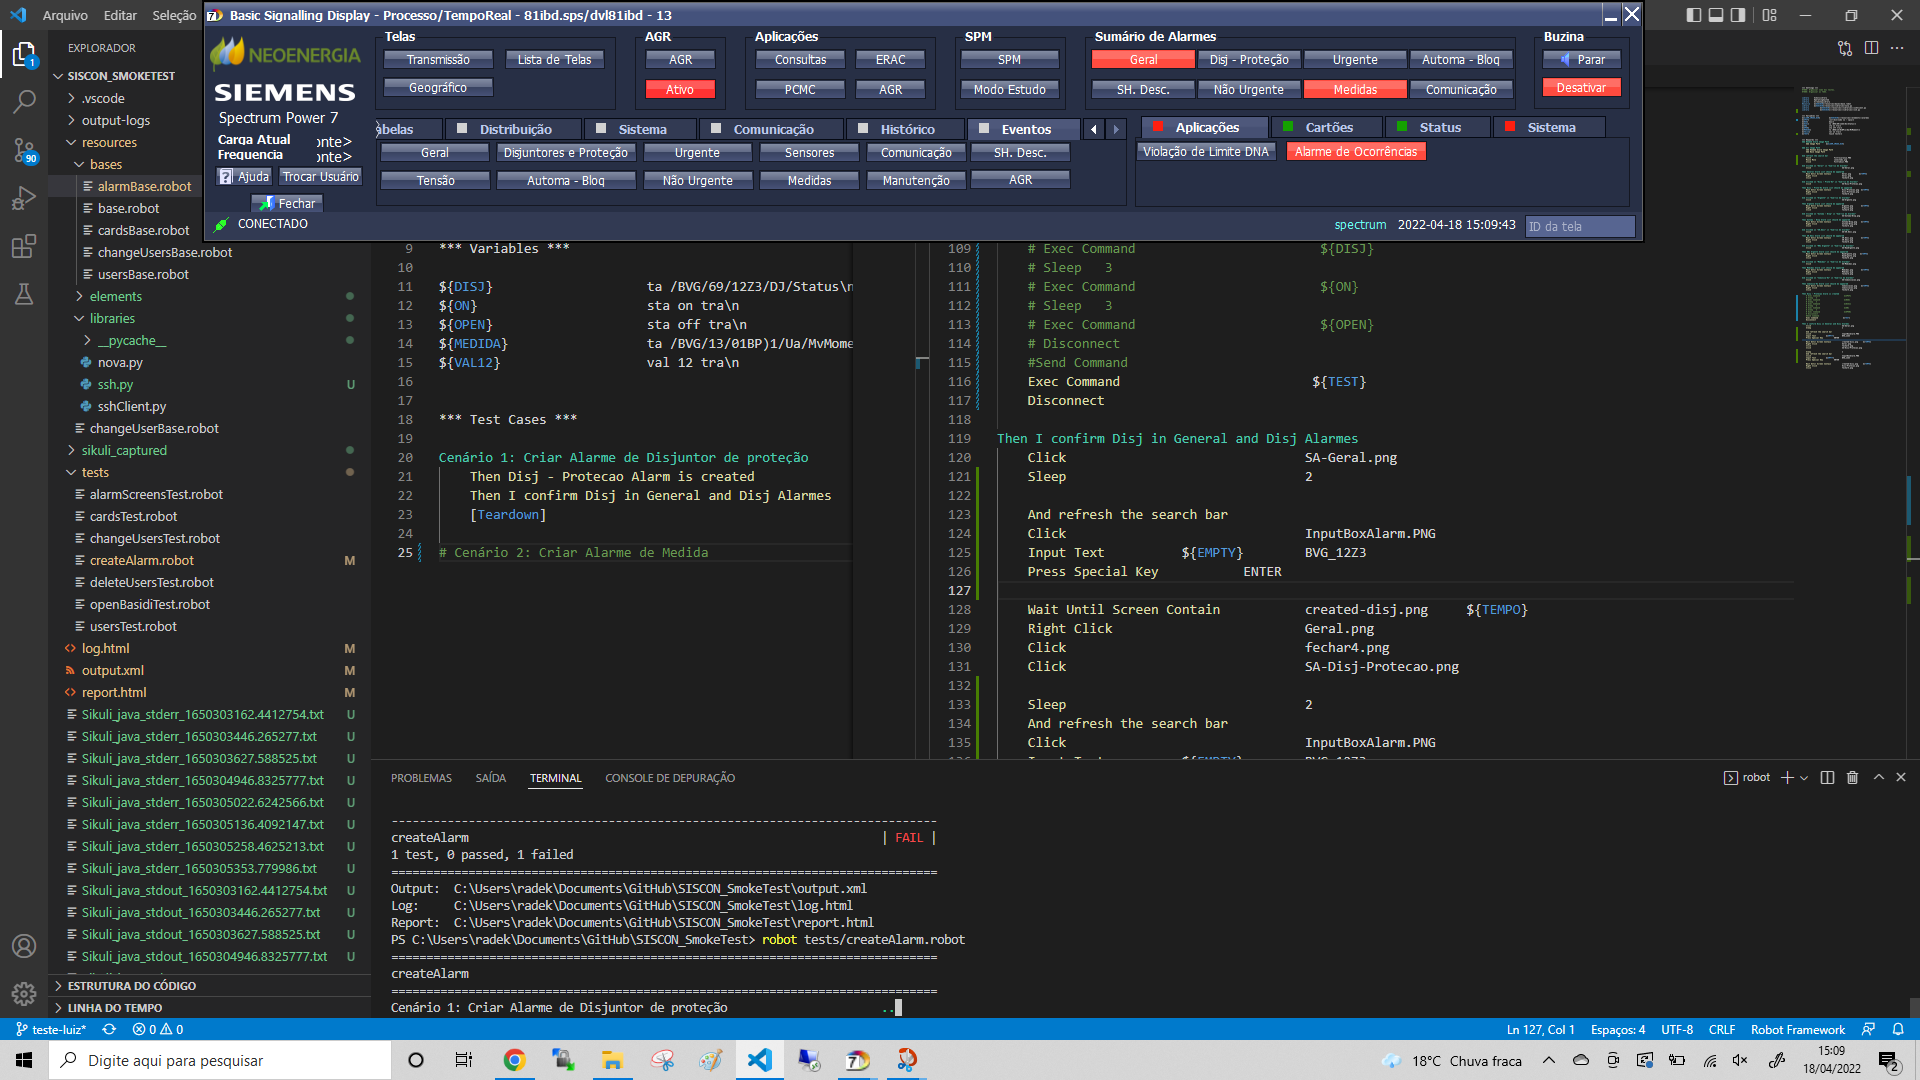 Arquivo Editar Seleção
Basic Signalling Display - Processo/TempoReal - 81ibd.sps/dvl81ibd - 13
NEOENERGIA
SIEMENS
Spectrum Power 7
Carga Atual onte>
Frequencia onte>
Ajuda Trocar Usuário
Fechar
CONECTADO
Telas
Transmissão Lista de Telas
Geográfico
AGR
AGR
Ativo
Aplicações
Consultas ERAC
PCMC AGR
SPM
SPM
Modo Estudo
Sumário de Alarmes
Geral Disj - Proteção Urgente Automa - Bloq
SH. Desc. Não Urgente Medidas Comunicação
Buzina
Parar
Desativar
abelas Distribuição Sistema Comunicação Histórico Eventos
Geral Disjuntores e Proteção Urgente Sensores Comunicação SH. Desc.
Tensão Automa - Bloq Não Urgente Medidas Manutenção AGR
Aplicações Cartões Status Sistema
Violação de Limite DNA Alarme de Ocorrências
spectrum 2022-04-18 15:09:43 ID da tela
EXPLORADOR
SISCON_SMOKETEST
.vscode
output-logs
resources
bases
alarmBase.robot
base.robot
cardsBase.robot
changeUsersBase.robot
usersBase.robot
elements
libraries
__pycache__
nova.py
ssh.py U
sshClient.py
changeUserBase.robot
sikuli_captured
tests
alarmScreensTest.robot
cardsTest.robot
changeUsersTest.robot
createAlarm.robot M
deleteUsersTest.robot
openBasidiTest.robot
usersTest.robot
log.html M
output.xml M
report.html M
Sikuli_java_stderr_1650303162.4412754.txt U
Sikuli_java_stderr_1650303446.265277.txt U
Sikuli_java_stderr_1650303627.588525.txt U
Sikuli_java_stderr_1650304946.8325777.txt U
Sikuli_java_stderr_1650305022.6242566.txt U
Sikuli_java_stderr_1650305136.4092147.txt U
Sikuli_java_stderr_1650305258.4625213.txt U
Sikuli_java_stderr_1650305353.779986.txt U
Sikuli_java_stdout_1650303162.4412754.txt U
Sikuli_java_stdout_1650303446.265277.txt U
Sikuli_java_stdout_1650303627.588525.txt U
Sikuli_java_stdout_1650304946.8325777.txt U
ESTRUTURA DO CÓDIGO
LINHA DO TEMPO
1
90
9 *** Variables ***
10
11 ${DISJ} ta /BVG/69/12Z3/DJ/Status\n
12 ${ON} sta on tra\n
13 ${OPEN} sta off tra\n
14 ${MEDIDA} ta /BVG/13/01BP)1/Ua/MvMome
15 ${VAL12} val 12 tra\n
16
17
18 *** Test Cases ***
19
20 Cenário 1: Criar Alarme de Disjuntor de proteção
21 Then Disj - Protecao Alarm is created
22 Then I confirm Disj in General and Disj Alarmes
23 [Teardown]
24
25 # Cenário 2: Criar Alarme de Medida
109 # Exec Command ${DISJ}
110 # Sleep 3
111 # Exec Command ${ON}
112 # Sleep 3
113 # Exec Command ${OPEN}
114 # Disconnect
115 #Send Command
116 Exec Command ${TEST}
117 Disconnect
118
119 Then I confirm Disj in General and Disj Alarmes
120 Click SA-Geral.png
121 Sleep 2
122
123 And refresh the search bar
124 Click InputBoxAlarm.PNG
125 Input Text ${EMPTY} BVG_12Z3
126 Press Special Key ENTER
127
128 Wait Until Screen Contain created-disj.png ${TEMPO}
129 Right Click Geral.png
130 Click fechar4.png
131 Click SA-Disj-Protecao.png
132
133 Sleep 2
134 And refresh the search bar
135 Click InputBoxAlarm.PNG
PROBLEMAS SAÍDA TERMINAL CONSOLE DE DEPURAÇÃO
robot
createAlarm | FAIL |
1 test, 0 passed, 1 failed
Output: C:\Users\radek\Documents\GitHub\SISCON_SmokeTest\output.xml
Log: C:\Users\radek\Documents\GitHub\SISCON_SmokeTest\log.html
Report: C:\Users\radek\Documents\GitHub\SISCON_SmokeTest\report.html
PS C:\Users\radek\Documents\GitHub\SISCON_SmokeTest> robot tests/createAlarm.robot
createAlarm
Cenário 1: Criar Alarme de Disjuntor de proteção ..
teste-luiz* 0 0 Ln 127, Col 1 Espaços: 4 UTF-8 CRLF Robot Framework
Digite aqui para pesquisar
18°C Chuva fraca
15:09
18/04/2022
2